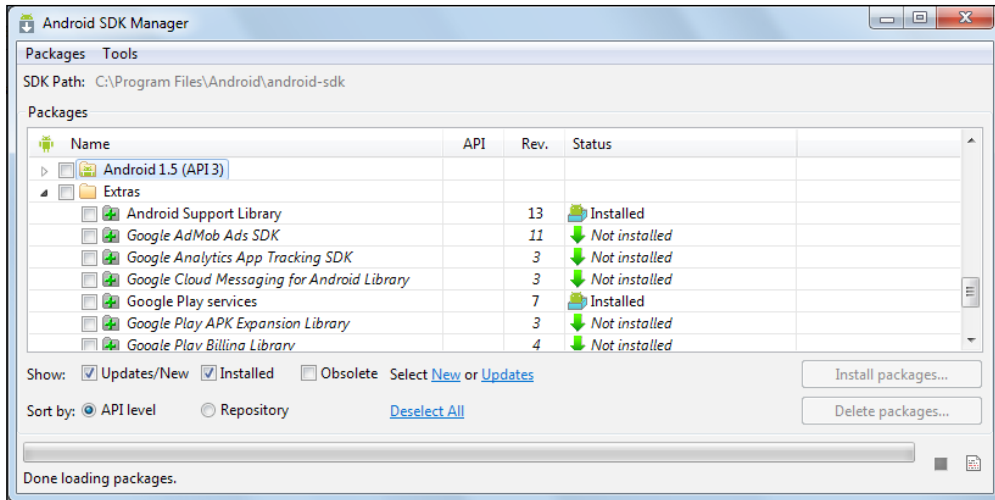 Android SDK Manager
Packages Tools
SDK Path: C:\Program Files\Android\android-sdk
Packages
Name API Rev. Status
Android 1.5 (API 3)
Extras
Android Support Library 13 Installed
Google AdMob Ads SDK 11 Not installed
Google Analytics App Tracking SDK 3 Not installed
Google Cloud Messaging for Android Library 3 Not installed
Google Play services 7 Installed
Google Play APK Expansion Library 3 Not installed
Google Play Billing Library 4 Not installed
Show: Updates/New Installed Obsolete Select New or Updates Install packages...
Sort by: API level Repository Deselect All Delete packages...
Done loading packages.